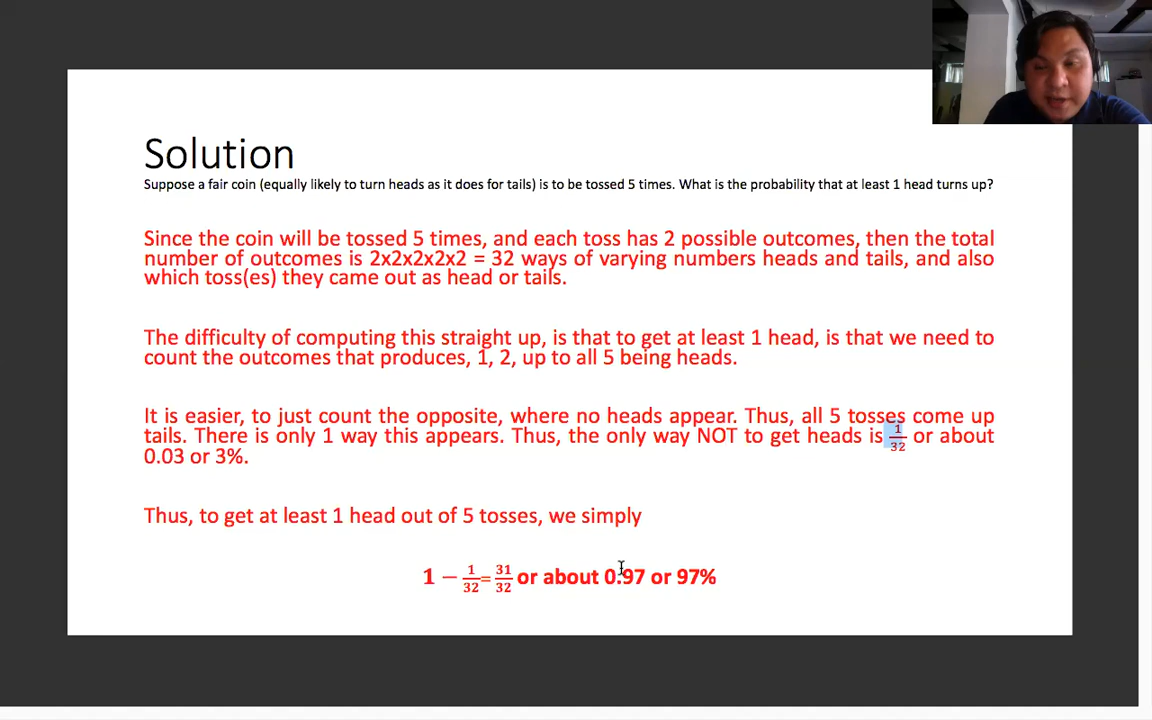 Solution
Suppose a fair coin (equally likely to turn heads as it does for tails) is to be tossed 5 times. What is the probability that at least 1 head turns up?
Since the coin will be tossed 5 times, and each toss has 2 possible outcomes, then the total
number of outcomes is 2x2x2x2x2 = 32 ways of varying numbers heads and tails, and also
which toss(es) they came out as head or tails.
The difficulty of computing this straight up, is that to get at least 1 head, is that we need to
count the outcomes that produces, 1, 2, up to all 5 being heads.
It is easier, to just count the opposite, where no heads appear. Thus, all 5 tosses come up
tails. There is only 1 way this appears. Thus, the only way NOT to get heads is 1/32 or about
0.03 or 3%.
Thus, to get at least 1 head out of 5 tosses, we simply
1 − 1/32 = 31/32 or about 0.97 or 97%